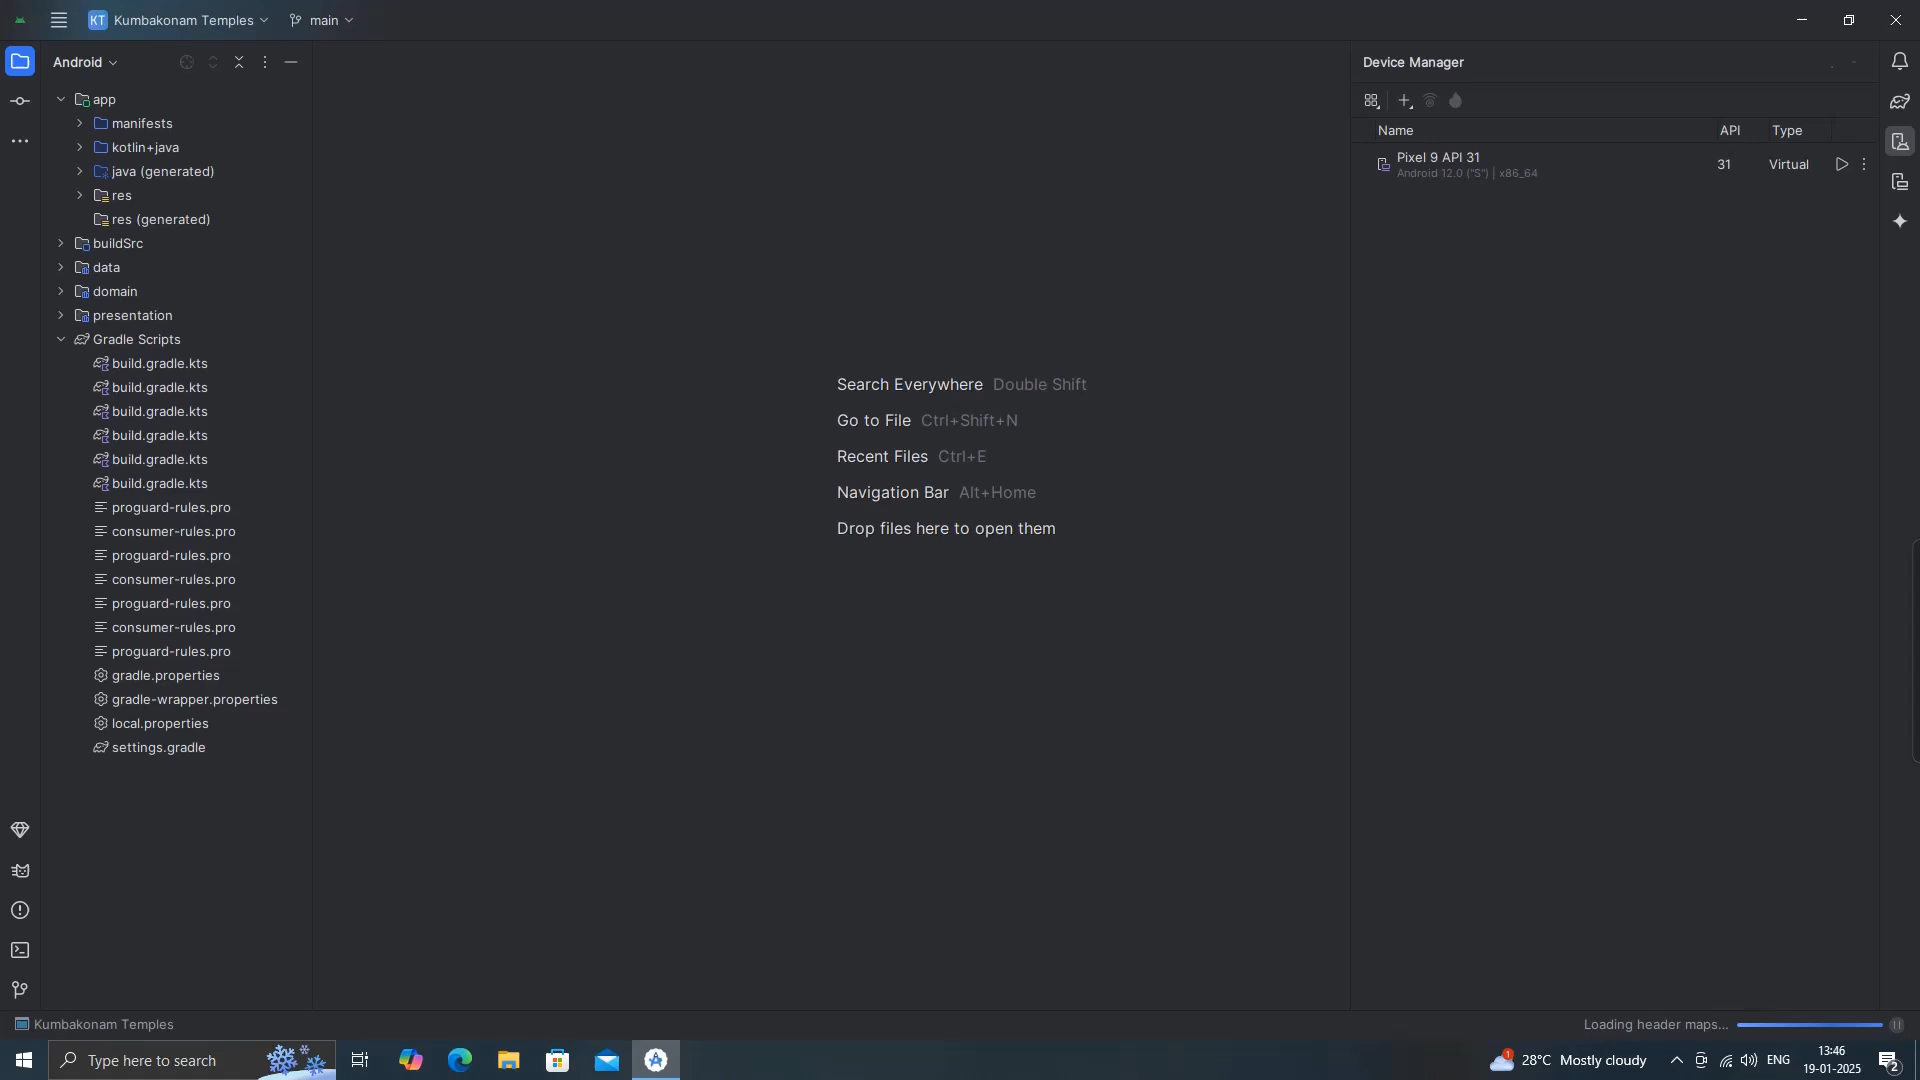 KT Kumbakonam Temples main
Android
app
manifests
kotlin+java
java (generated)
res
res (generated)
buildSrc
data
domain
presentation
Gradle Scripts
build.gradle.kts
build.gradle.kts
build.gradle.kts
build.gradle.kts
build.gradle.kts
build.gradle.kts
proguard-rules.pro
consumer-rules.pro
proguard-rules.pro
consumer-rules.pro
proguard-rules.pro
consumer-rules.pro
proguard-rules.pro
gradle.properties
gradle-wrapper.properties
local.properties
settings.gradle
Search Everywhere Double Shift
Go to File Ctrl+Shift+N
Recent Files Ctrl+E
Navigation Bar Alt+Home
Drop files here to open them
Device Manager
Name API Type
Pixel 9 API 31 31 Virtual
Android 12.0 ("S") | x86_64
Kumbakonam Temples
Loading header maps...
Type here to search
1 28°C Mostly cloudy ENG 13:46
19-01-2025
2